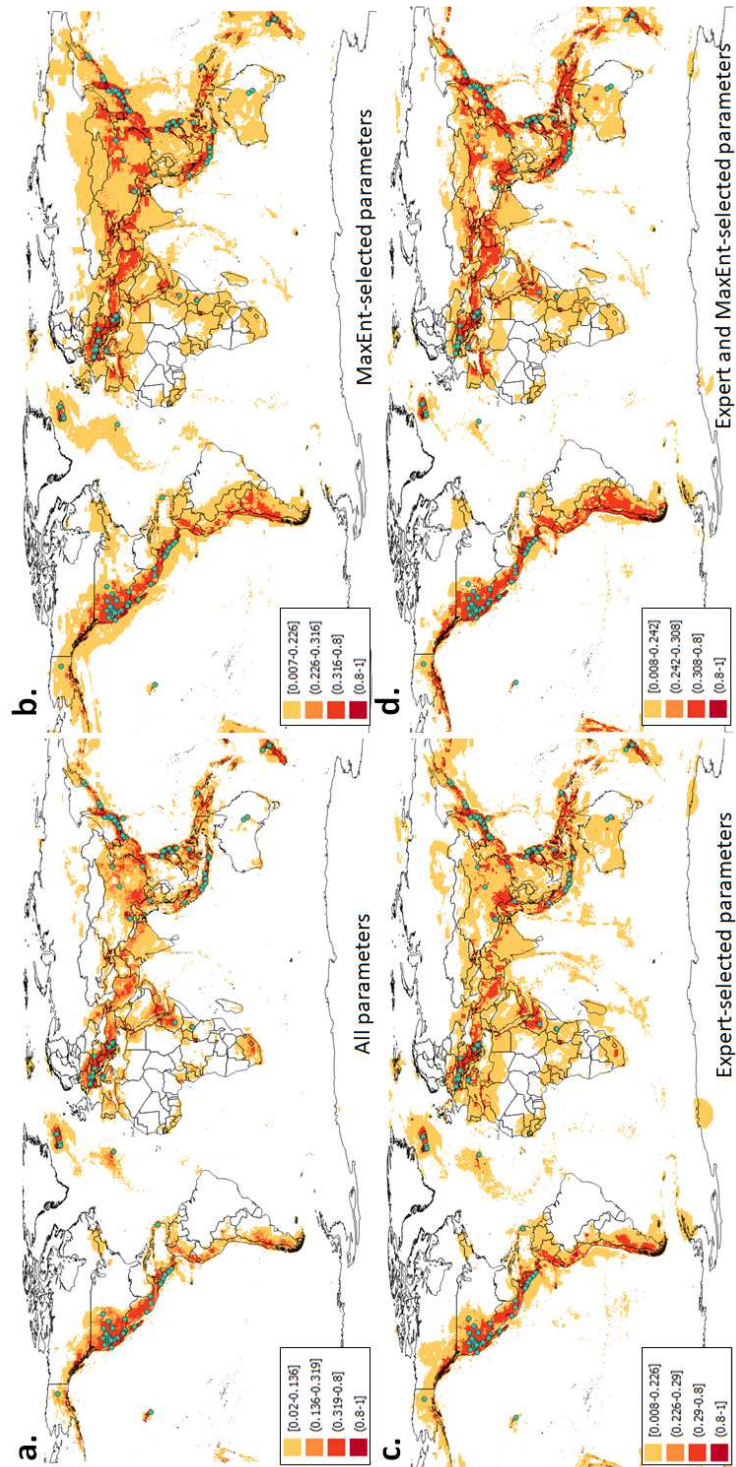 a.
[0.02-0.136]
(0.136-0.319]
(0.319-0.8]
(0.8-1]
All parameters
b.
[0.007-0.226]
(0.226-0.316]
(0.316-0.8]
(0.8-1]
MaxEnt-selected parameters
c.
[0.008-0.226]
(0.226-0.29]
(0.29-0.8]
(0.8-1]
Expert-selected parameters
d.
[0.008-0.242]
(0.242-0.308]
(0.308-0.8]
(0.8-1]
Expert and MaxEnt-selected parameters